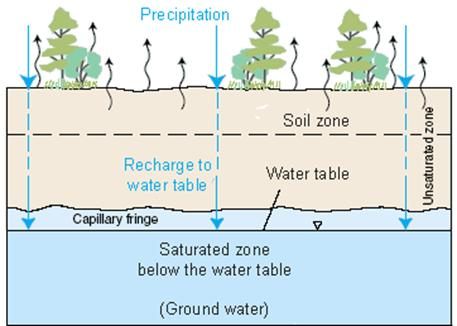 Precipitation
Soil zone
Unsaturated zone
Recharge to
water table
Water table
Capillary fringe
Saturated zone
below the water table
(Ground water)